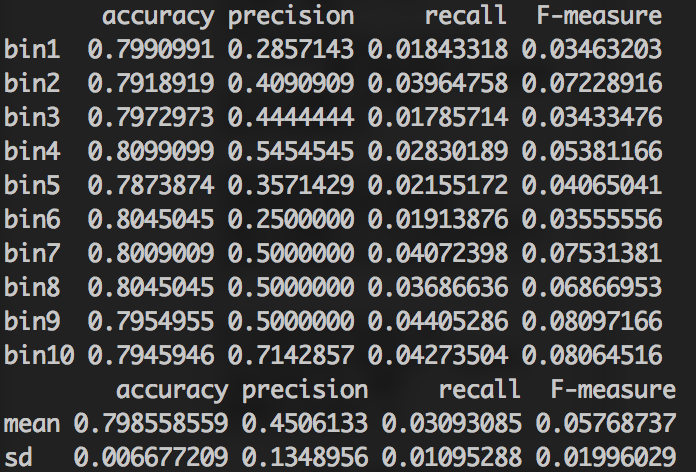 accuracy precision recall F-measure
bin1 0.7990991 0.2857143 0.01843318 0.03463203
bin2 0.7918919 0.4090909 0.03964758 0.07228916
bin3 0.7972973 0.4444444 0.01785714 0.03433476
bin4 0.8099099 0.5454545 0.02830189 0.05381166
bin5 0.7873874 0.3571429 0.02155172 0.04065041
bin6 0.8045045 0.2500000 0.01913876 0.03555556
bin7 0.8009009 0.5000000 0.04072398 0.07531381
bin8 0.8045045 0.5000000 0.03686636 0.06866953
bin9 0.7954955 0.5000000 0.04405286 0.08097166
bin10 0.7945946 0.7142857 0.04273504 0.08064516
accuracy precision recall F-measure
mean 0.798558559 0.4506133 0.03093085 0.05768737
sd 0.006677209 0.1348956 0.01095288 0.01996029